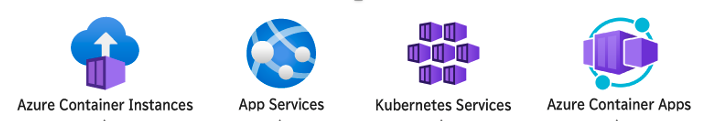 Azure Container Instances
App Services
Kubernetes Services
Azure Container Apps